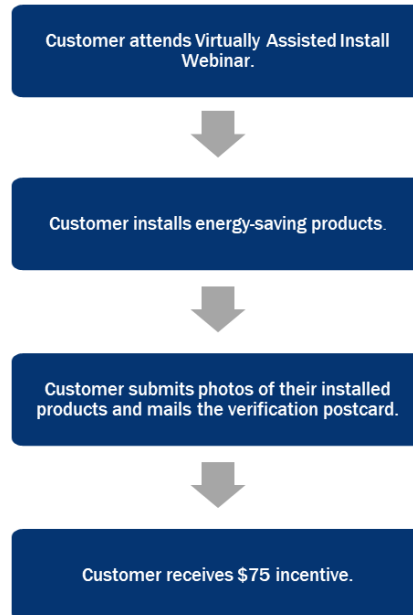 Customer attends Virtually Assisted Install
Webinar.
Customer installs energy-saving products.
Customer submits photos of their installed
products and mails the verification postcard.
Customer receives $75 incentive.